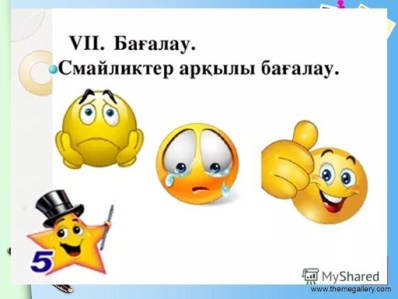 VII. Бағалау.
Смайликтер арқылы бағалау.
5
MyShared
www.themegallery.com